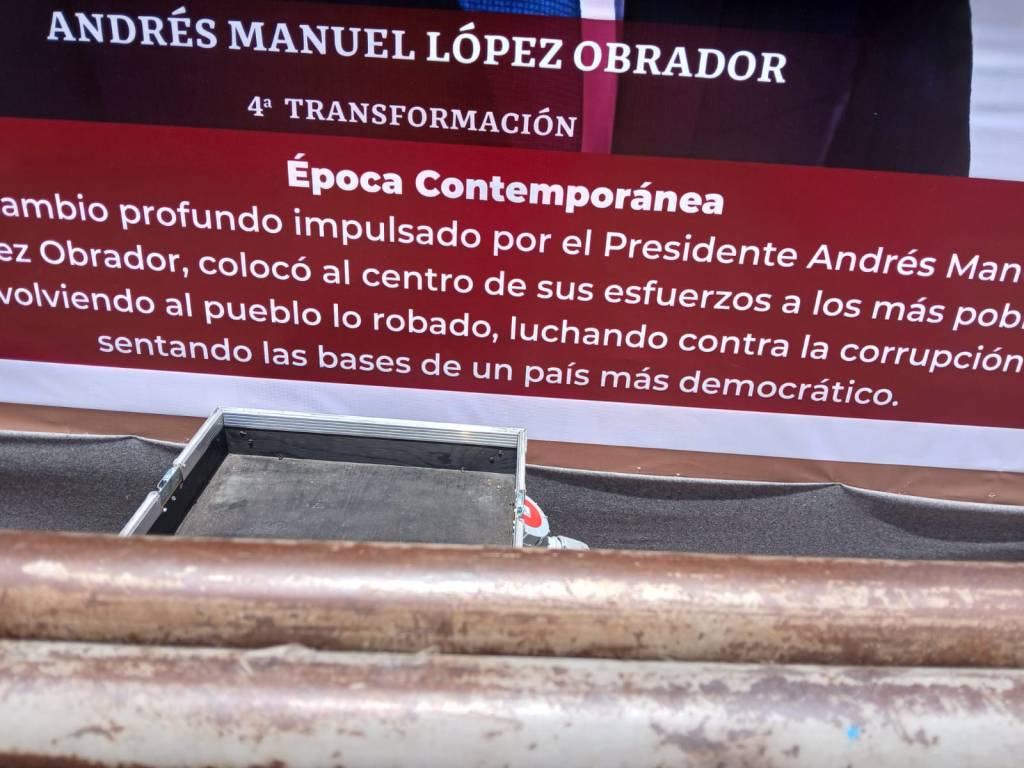 ANDRÉS MANUEL LÓPEZ OBRADOR
4ª TRANSFORMACIÓN
Época Contemporánea
ambio profundo impulsado por el Presidente Andrés Man
ez Obrador, colocó al centro de sus esfuerzos a los más pob
volviendo al pueblo lo robado, luchando contra la corrupción
sentando las bases de un país más democrático.